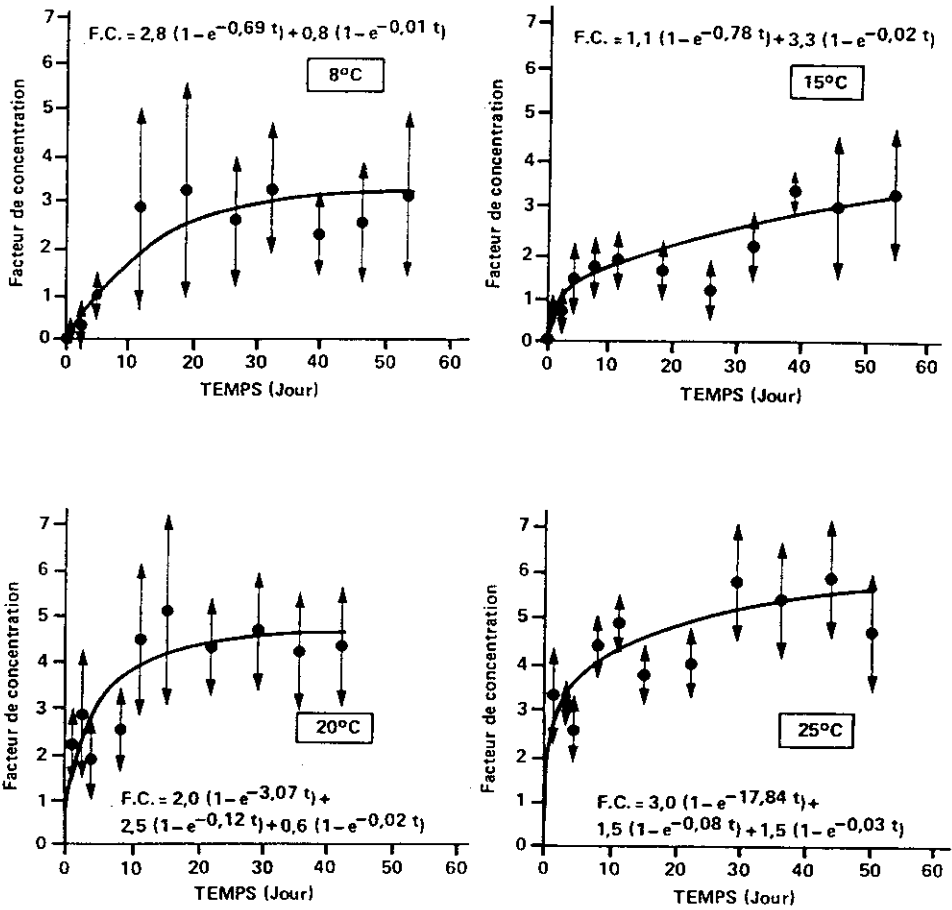 7
6
5
4
3
2
1
0
Facteur de concentration
F.C. = 2,8 (1–e–0,69 t) + 0,8 (1–e–0,01 t)
8°C
0 10 20 30 40 50 60
TEMPS (Jour)
7
6
5
4
3
2
1
0
Facteur de concentration
F.C. = 1,1 (1–e–0,78 t) + 3,3 (1–e–0,02 t)
15°C
0 10 20 30 40 50 60
TEMPS (Jour)
7
6
5
4
3
2
1
0
Facteur de concentration
20°C
F.C. = 2,0 (1–e–3,07 t) +
2,5 (1–e–0,12 t) + 0,6 (1–e–0,02 t)
0 10 20 30 40 50 60
TEMPS (Jour)
7
6
5
4
3
2
1
0
Facteur de concentration
25°C
F.C. = 3,0 (1–e–17,84 t) +
1,5 (1–e–0,08 t) + 1,5 (1–e–0,03 t)
0 10 20 30 40 50 60
TEMPS (Jour)